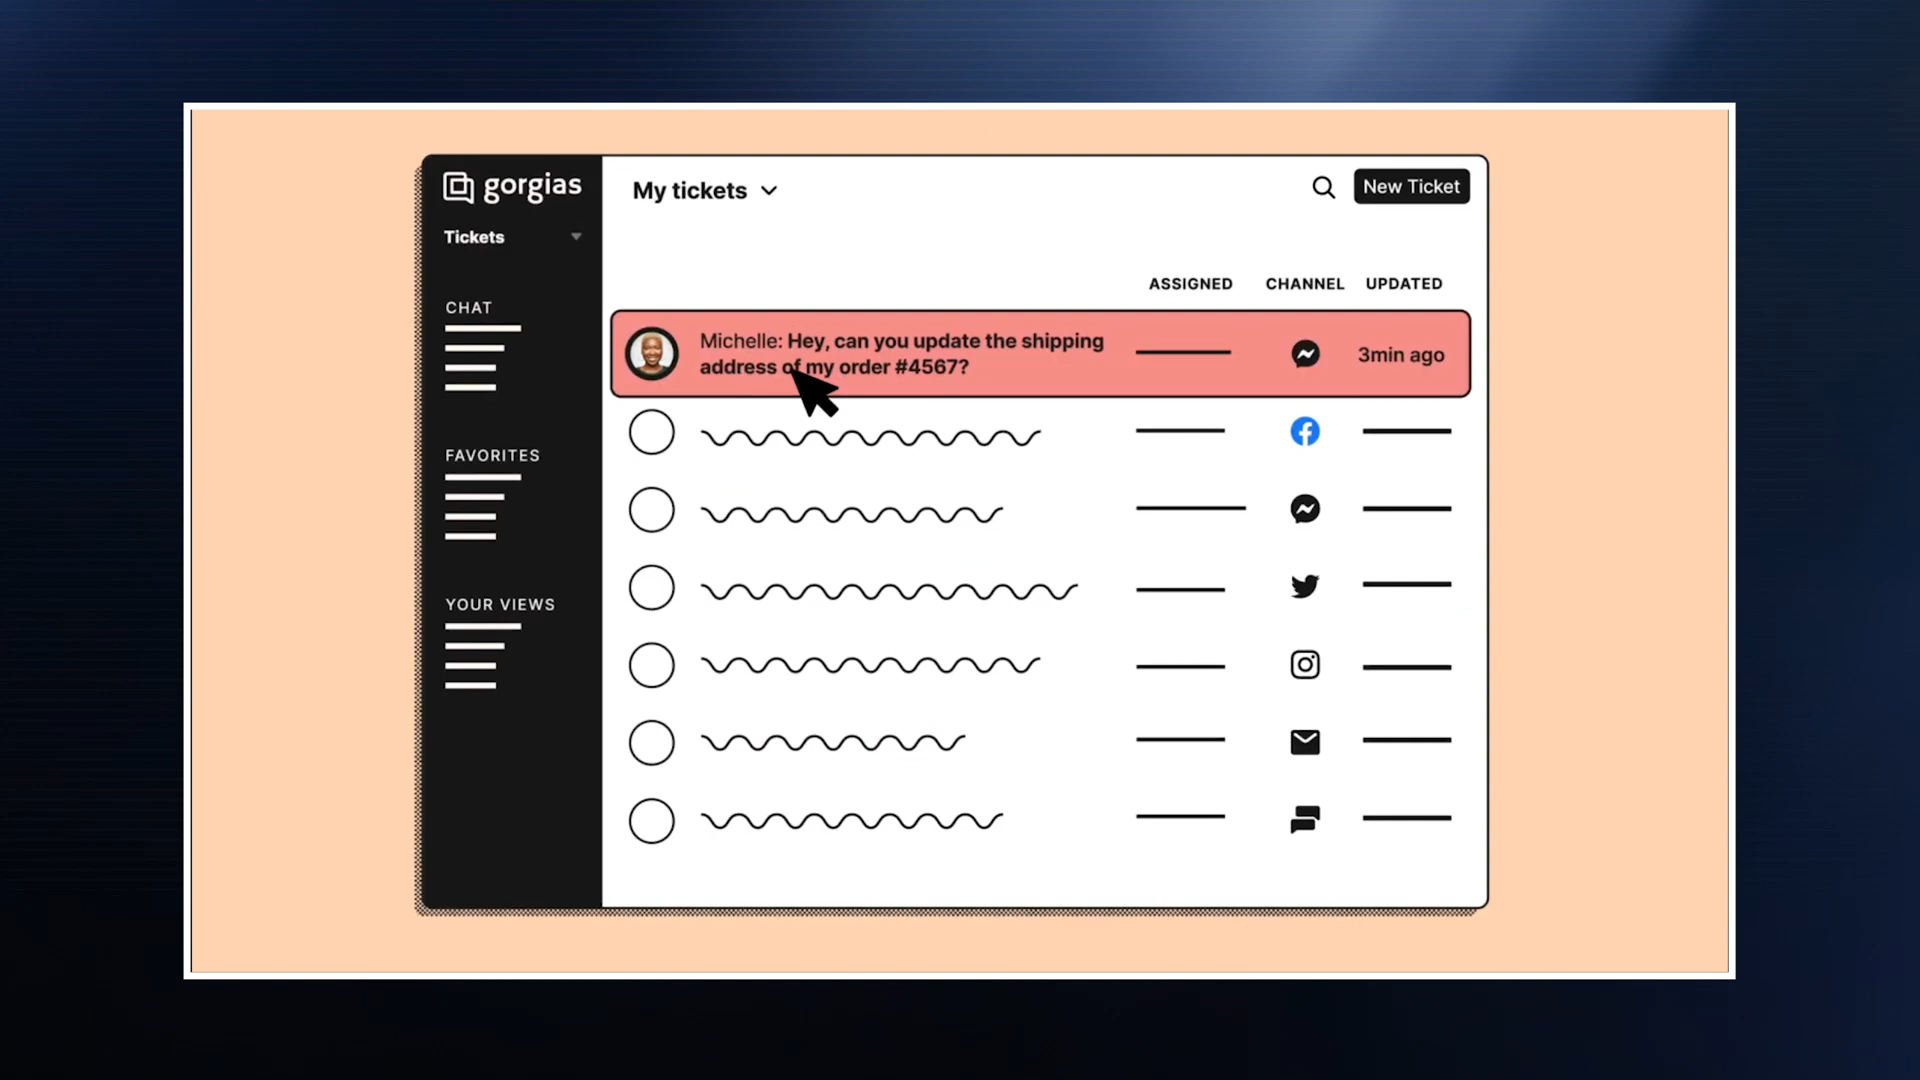 gorgias
Tickets
CHAT
FAVORITES
YOUR VIEWS
My tickets
New Ticket
ASSIGNED CHANNEL UPDATED
Michelle: Hey, can you update the shipping
address of my order #4567?
3min ago